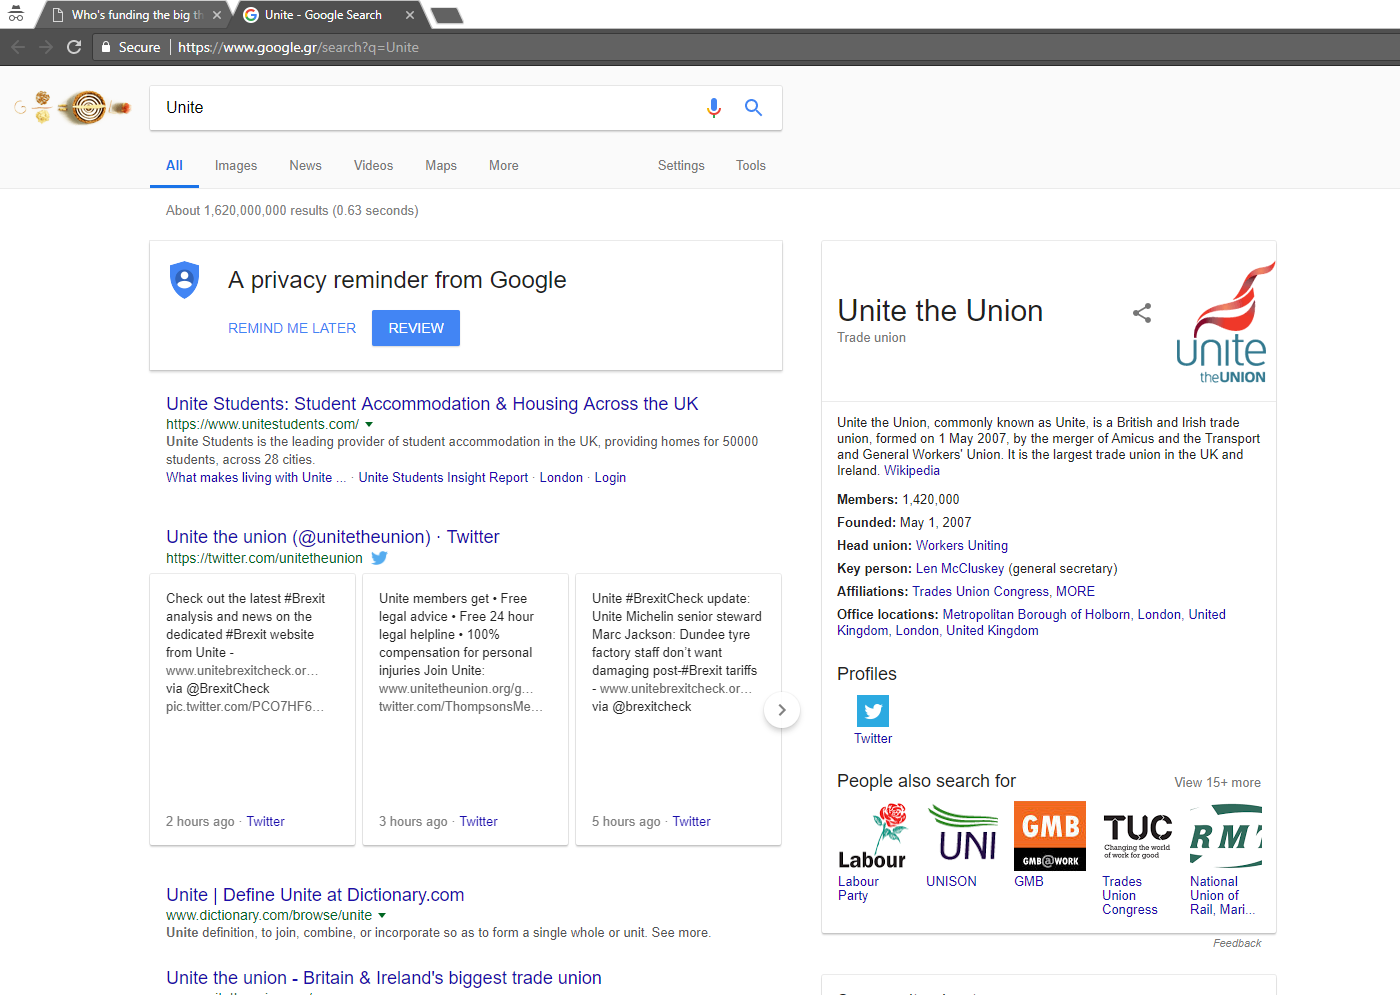 Who's funding the big th
Unite - Google Search
Secure
https://www.google.gr/search?q=Unite
Unite
All
Images
News
Videos
Maps
More
Settings
Tools
About 1,620,000,000 results (0.63 seconds)
A privacy reminder from Google
REMIND ME LATER
REVIEW
Unite Students: Student Accommodation & Housing Across the UK
https://www.unitestudents.com/
Unite Students is the leading provider of student accommodation in the UK, providing homes for 50000
students, across 28 cities.
What makes living with Unite ... · Unite Students Insight Report · London · Login
Unite the union (@unitetheunion) · Twitter
https://twitter.com/unitetheunion
Check out the latest #Brexit
analysis and news on the
dedicated #Brexit website
from Unite -
www.unitebrexitcheck.or...
via @BrexitCheck
pic.twitter.com/PCO7HF6...
2 hours ago · Twitter
Unite members get • Free
legal advice • Free 24 hour
legal helpline • 100%
compensation for personal
injuries Join Unite:
www.unitetheunion.org/g...
twitter.com/ThompsonsMe...
3 hours ago · Twitter
Unite #BrexitCheck update:
Unite Michelin senior steward
Marc Jackson: Dundee tyre
factory staff don't want
damaging post-#Brexit tariffs
- www.unitebrexitcheck.or...
via @brexitcheck
5 hours ago · Twitter
Unite | Define Unite at Dictionary.com
www.dictionary.com/browse/unite
Unite definition, to join, combine, or incorporate so as to form a single whole or unit. See more.
Unite the union - Britain & Ireland's biggest trade union
Unite the Union
Trade union
unite
theUNION
Unite the Union, commonly known as Unite, is a British and Irish trade
union, formed on 1 May 2007, by the merger of Amicus and the Transport
and General Workers' Union. It is the largest trade union in the UK and
Ireland. Wikipedia
Members: 1,420,000
Founded: May 1, 2007
Head union: Workers Uniting
Key person: Len McCluskey (general secretary)
Affiliations: Trades Union Congress, MORE
Office locations: Metropolitan Borough of Holborn, London, United
Kingdom, London, United Kingdom
Profiles
Twitter
People also search for
View 15+ more
Labour
Labour
Party
UNI
UNISON
GMB
GMB@WORK
GMB
TUC
Changing the world
of work for good
Trades
Union
Congress
RMT
National
Union of
Rail, Mari...
Feedback